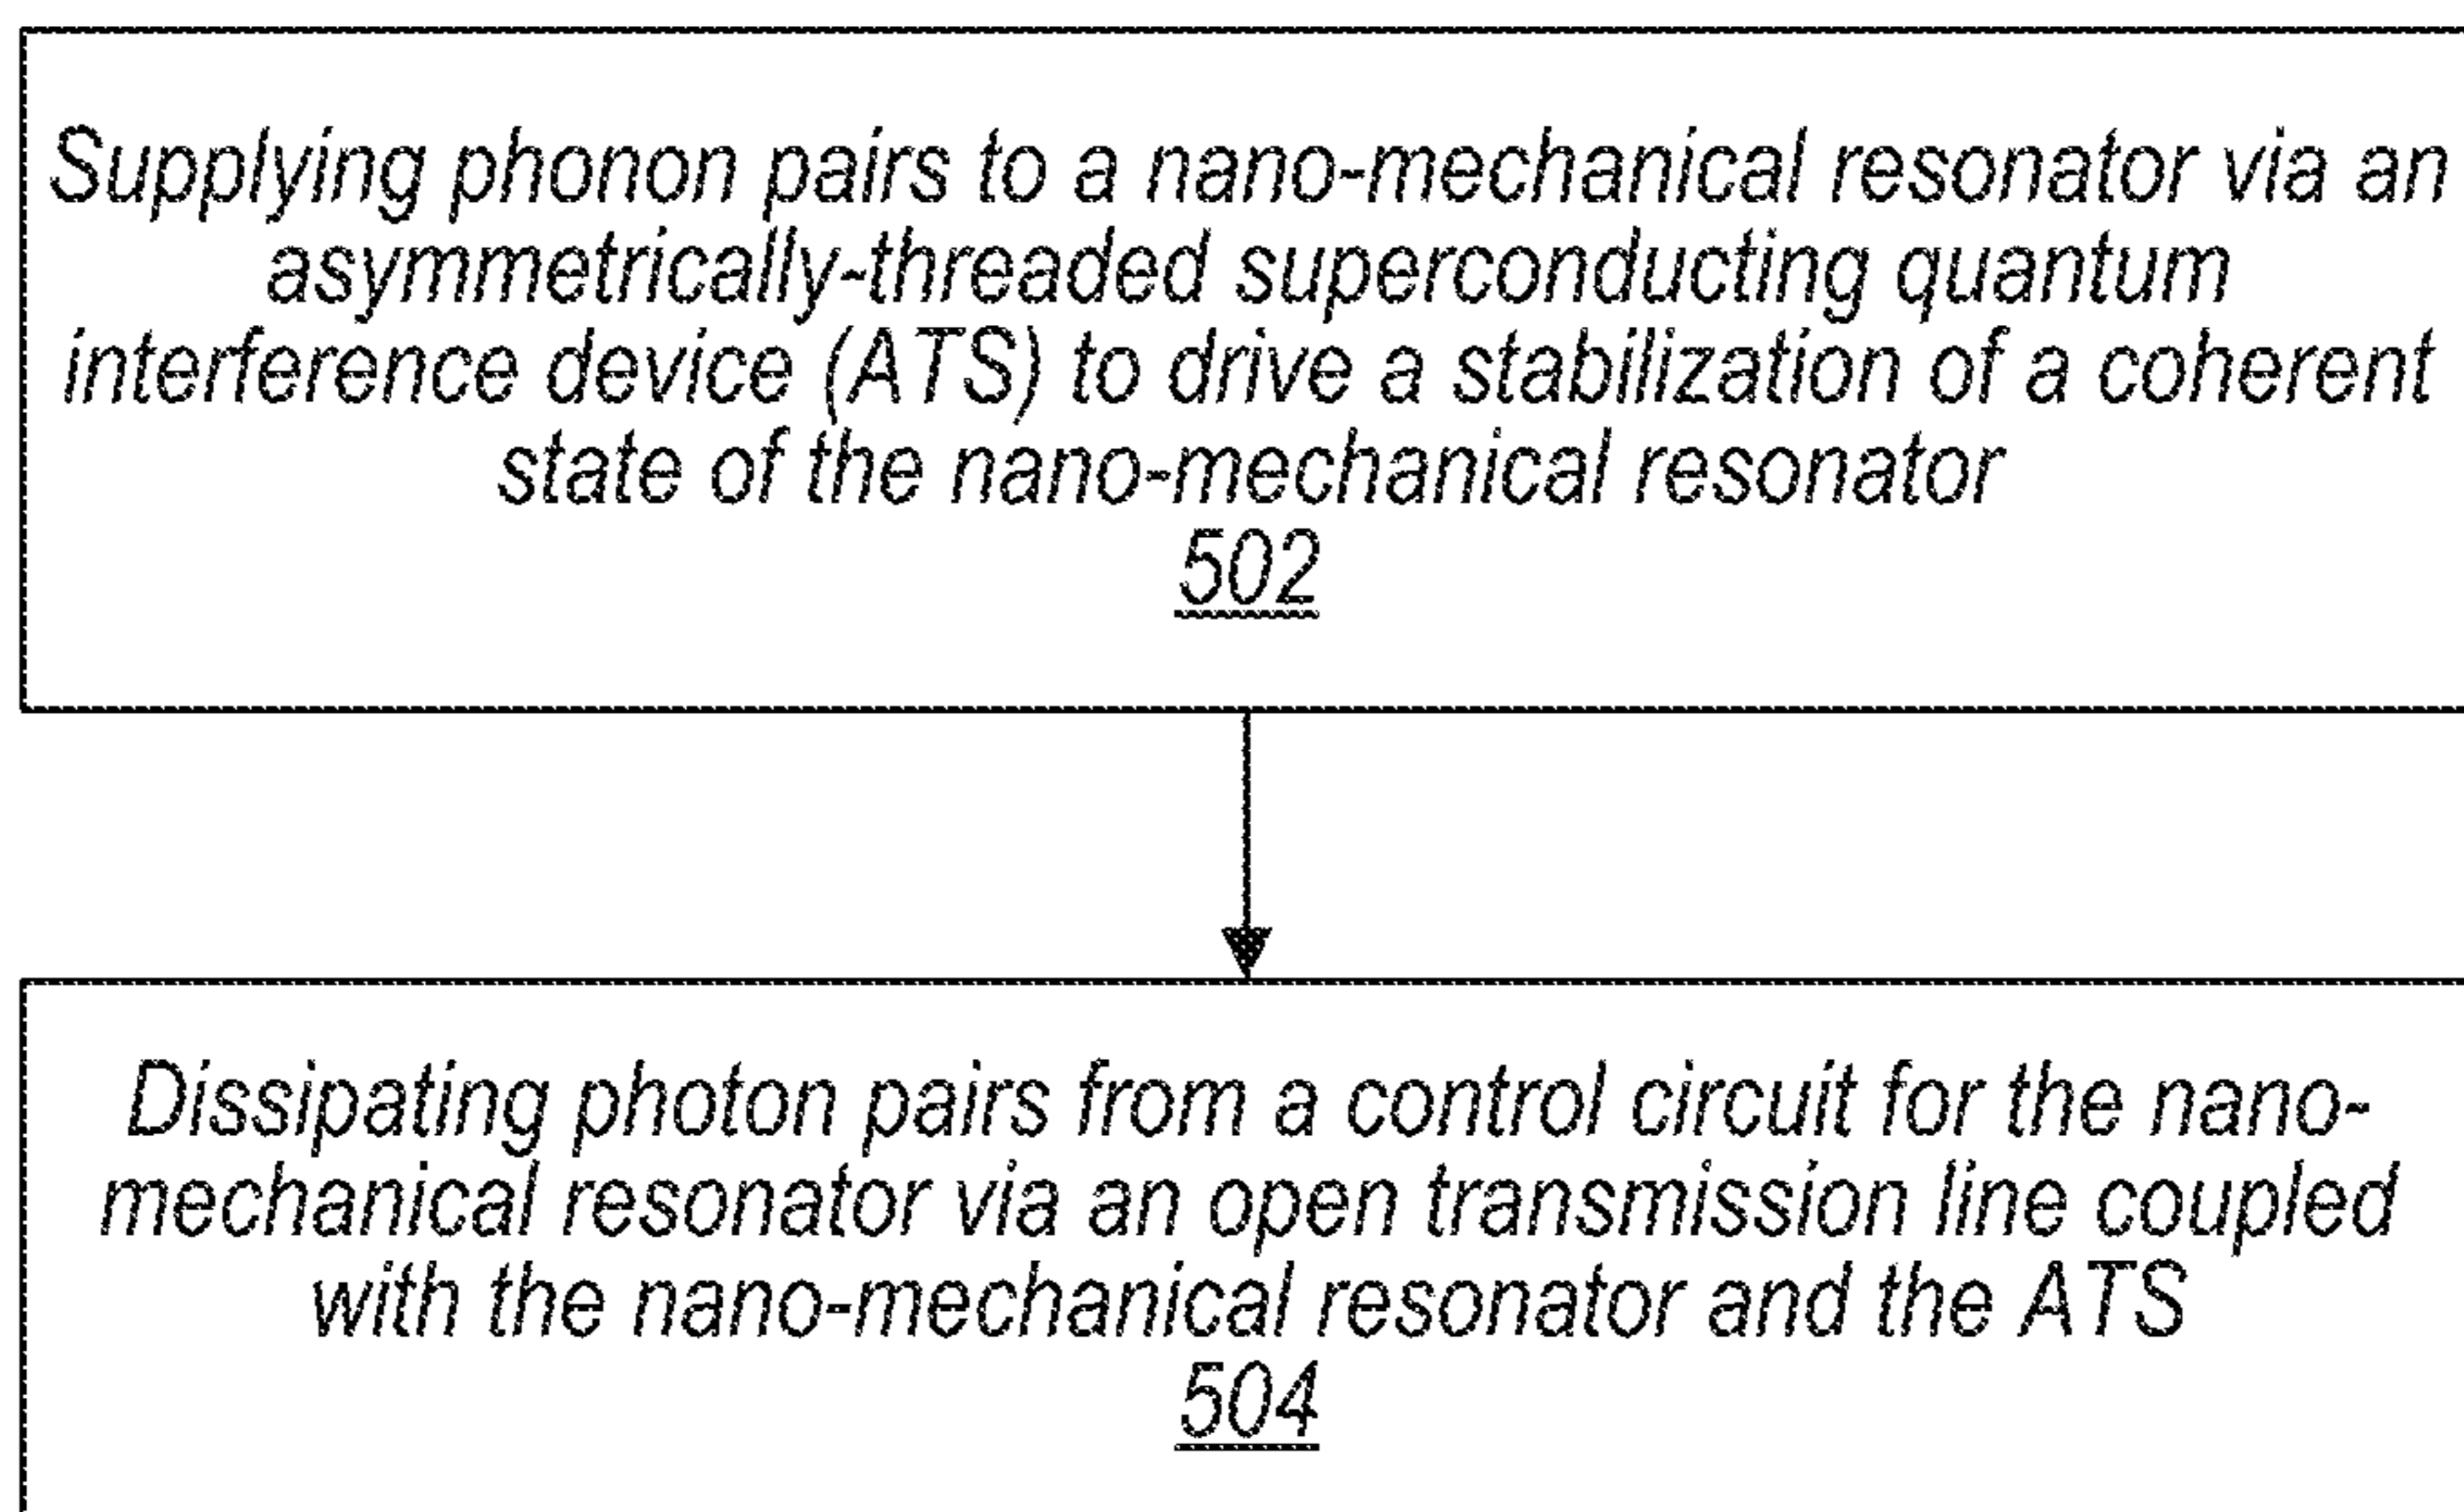 Supplying phonon pairs to a nano-mechanical resonator via an
asymmetrically-threaded superconducting quantum
interference device (ATS) to drive a stabilization of a coherent
state of the nano-mechanical resonator
502
Dissipating photon pairs from a control circuit for the nano-
mechanical resonator via an open transmission line coupled
with the nano-mechanical resonator and the ATS
504